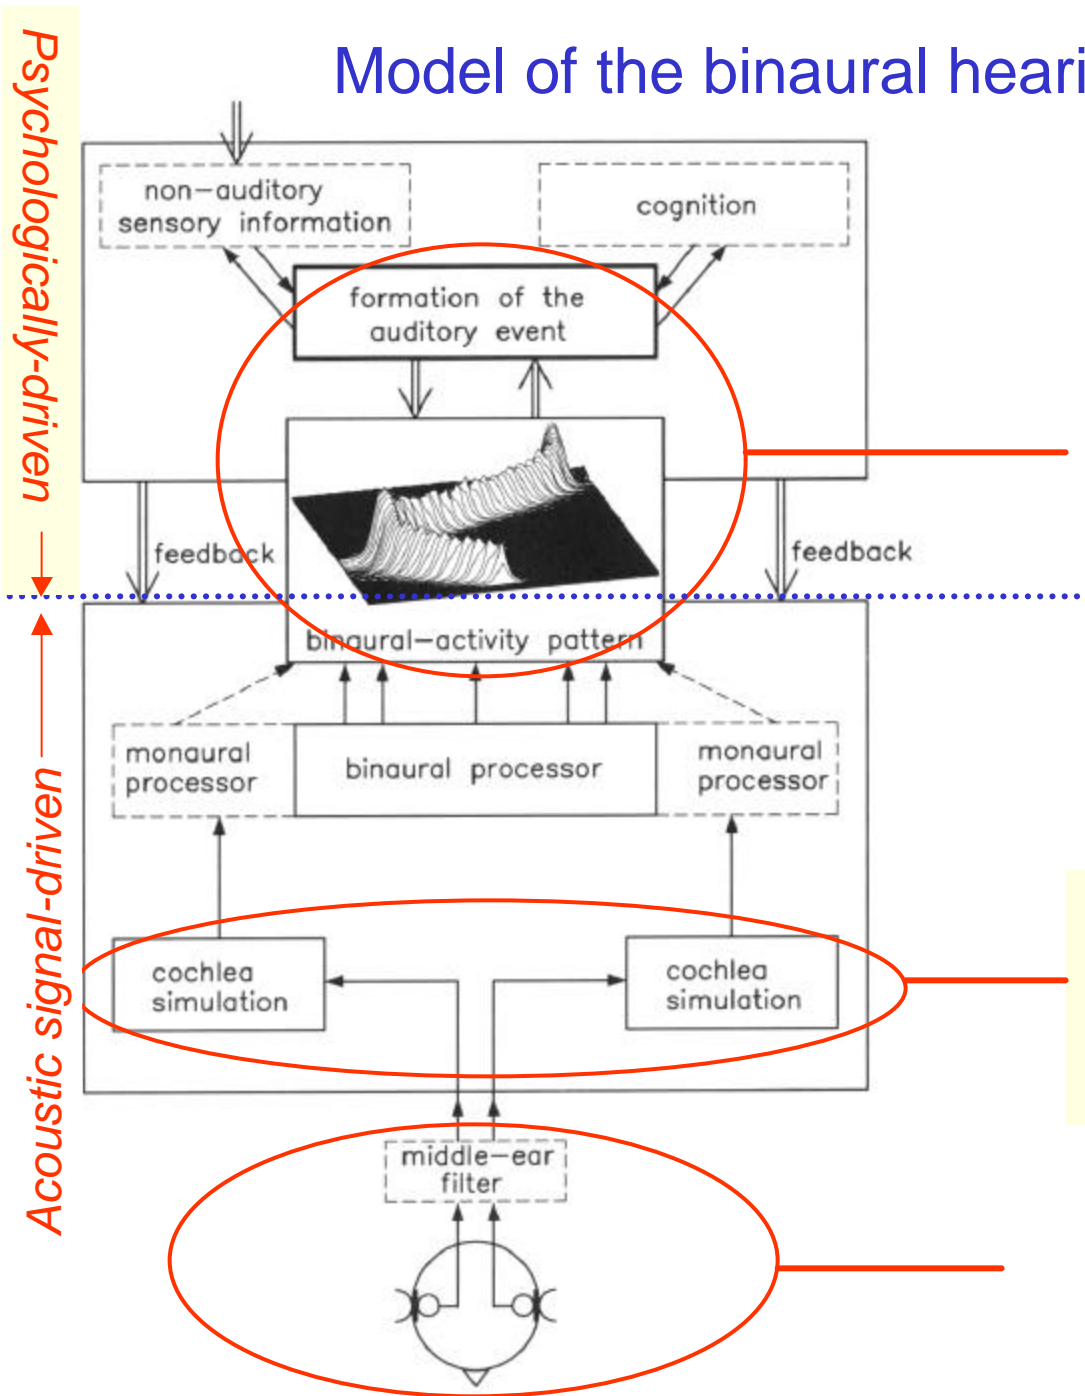 Model of the binaural heari
Psychologically-driven
non-auditory
sensory information
cognition
formation of the
auditory event
feedback
feedback
binaural-activity pattern
monaural
processor
binaural processor
monaural
processor
Acoustic signal-driven
cochlea
simulation
cochlea
simulation
middle-ear
filter